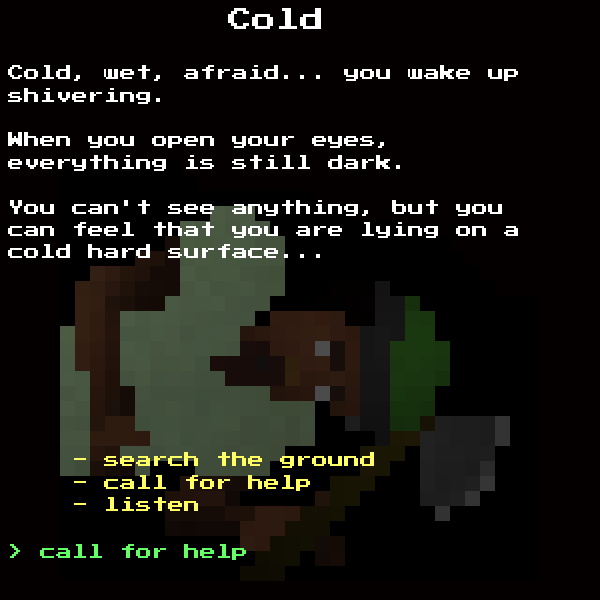 Cold
Cold, wet, afraid... you wake up
shivering.
When you open your eyes,
everything is still dark.
You can't see anything, but you
can feel that you are lying on a
cold hard surface...
- search the ground
- call for help
- listen
> call for help